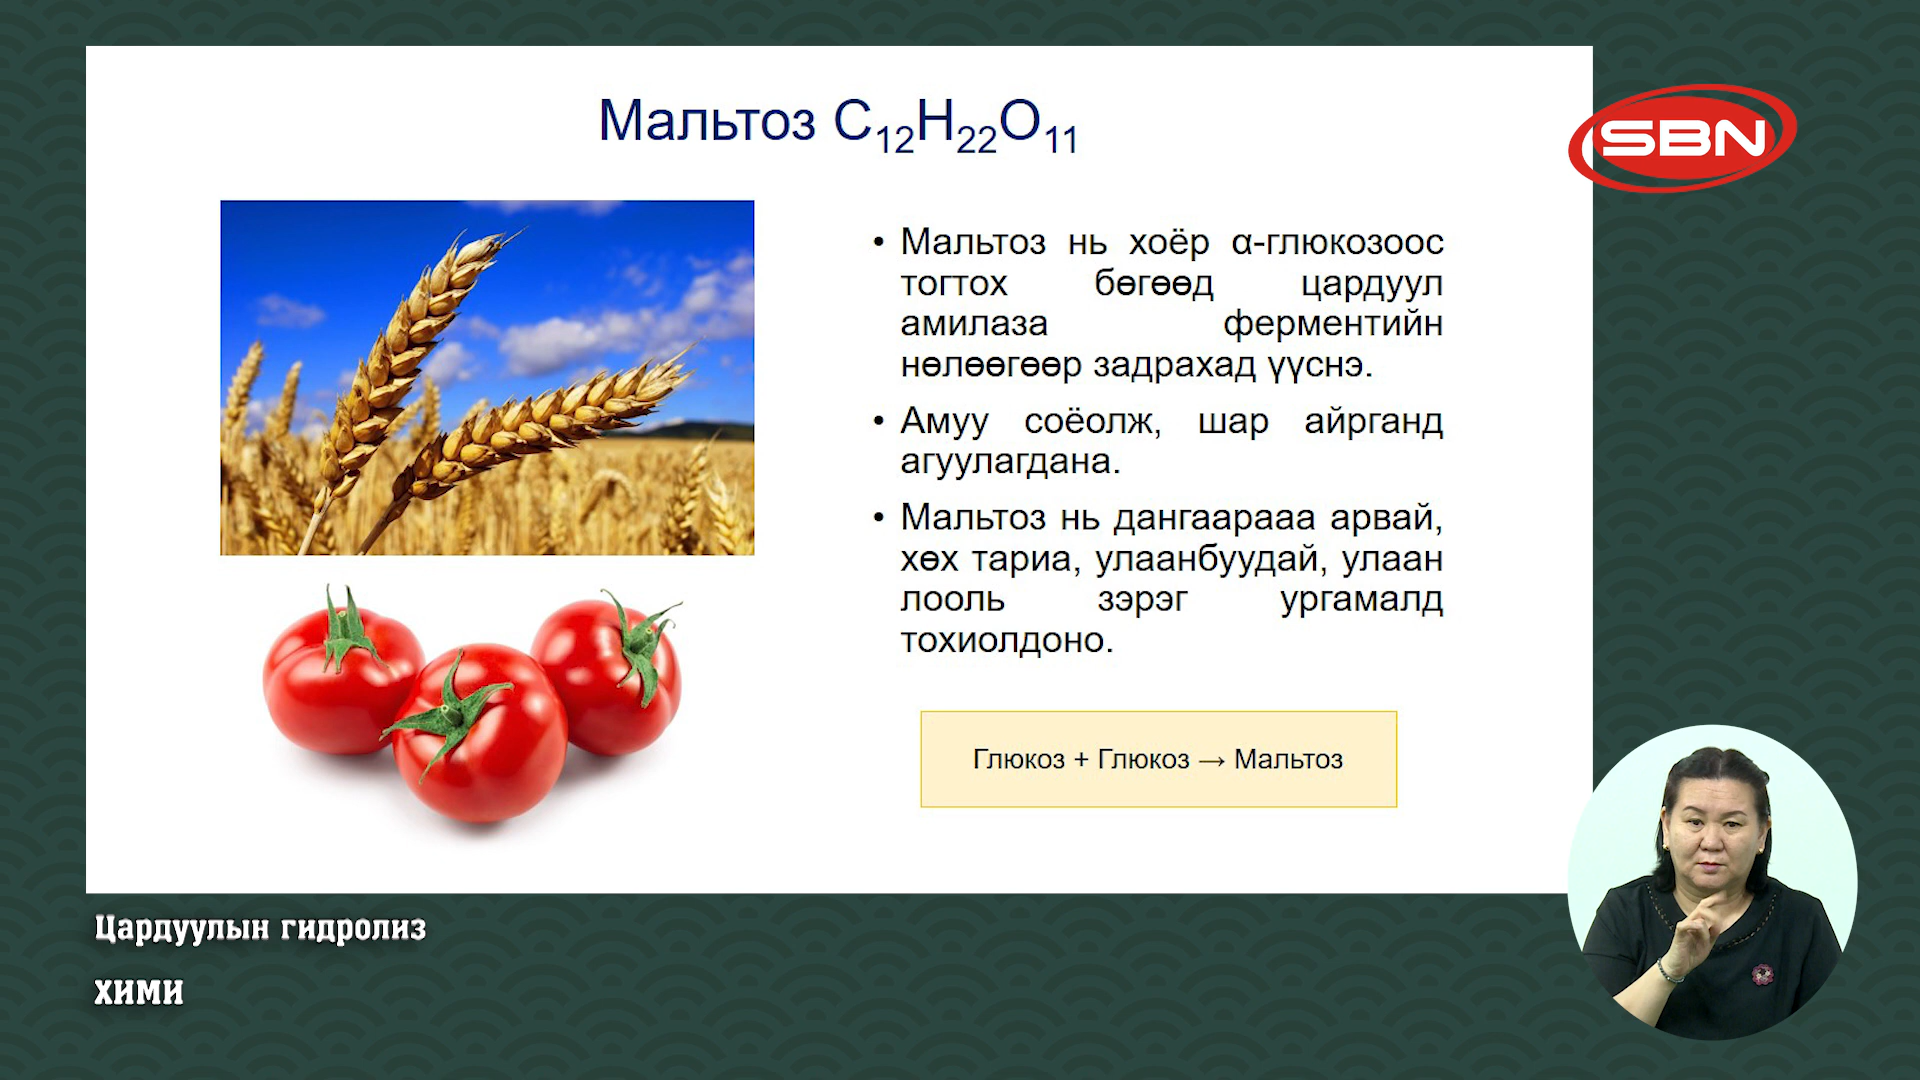 Мальтоз C₁₂H₂₂O₁₁
SBN
• Мальтоз нь хоёр α-глюкозоос
тогтох бөгөөд цардуул
амилаза ферментийн
нөлөөгөөр задрахад үүснэ.
• Амуу соёолж, шар айрганд
агуулагдана.
• Мальтоз нь дангаарааа арвай,
хөх тариа, улаанбуудай, улаан
лооль зэрэг ургамалд
тохиолдоно.
Глюкоз + Глюкоз → Мальтоз
Цардуулын гидролиз
ХИМИ